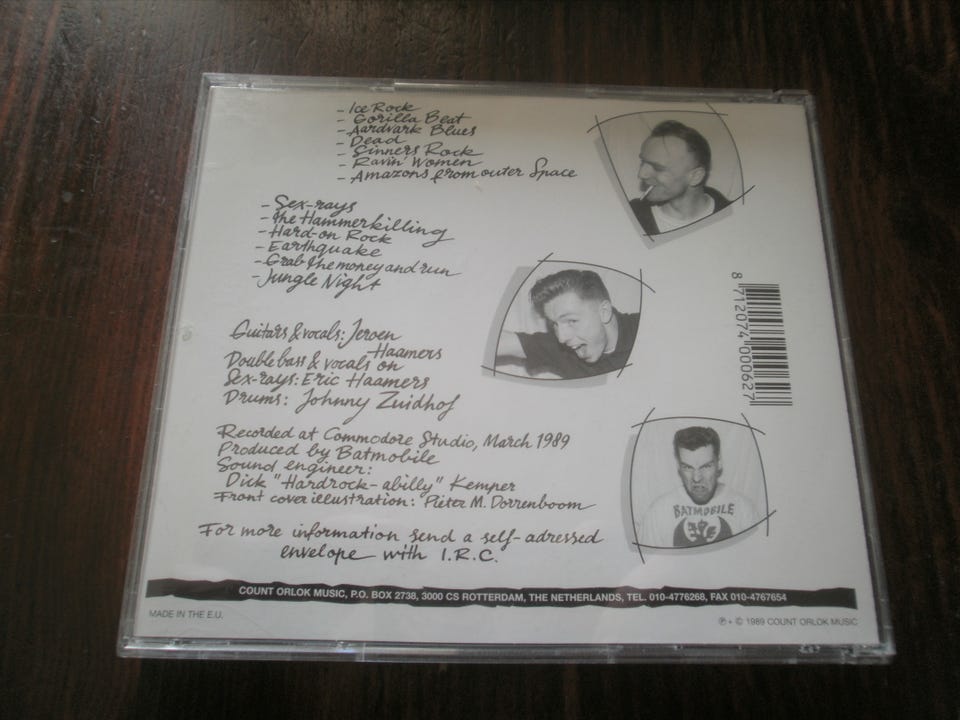 - Ice Rock
- Gorilla Beat
- Aardvark Blues
- Dead
- Sinners Rock
- Ravin' Women
- Amazons from outer Space
- Sex-rays
- the Hammerkilling
- Hard-on Rock
- Earthquake
- Grab the money and run
- Jungle Night
Guitars & vocals: Jeroen
Haamers
Double bass & vocals on
Sex-rays: Eric Haamers
Drums: Johnny Zuidhof
Recorded at Commodore Studio, March 1989
Produced by Batmobile
Sound engineer:
Dick "Hardrock-abilly" Kemper
Front cover illustration: Pieter M. Dorrenboom
For more information send a self-adressed
envelope with I.R.C.
8 712074 000627
BATMOBILE
COUNT ORLOK MUSIC, P.O. BOX 2738, 3000 CS ROTTERDAM, THE NETHERLANDS, TEL. 010-4776268, FAX 010-4767654
MADE IN THE E.U.
℗ + © 1989 COUNT ORLOK MUSIC